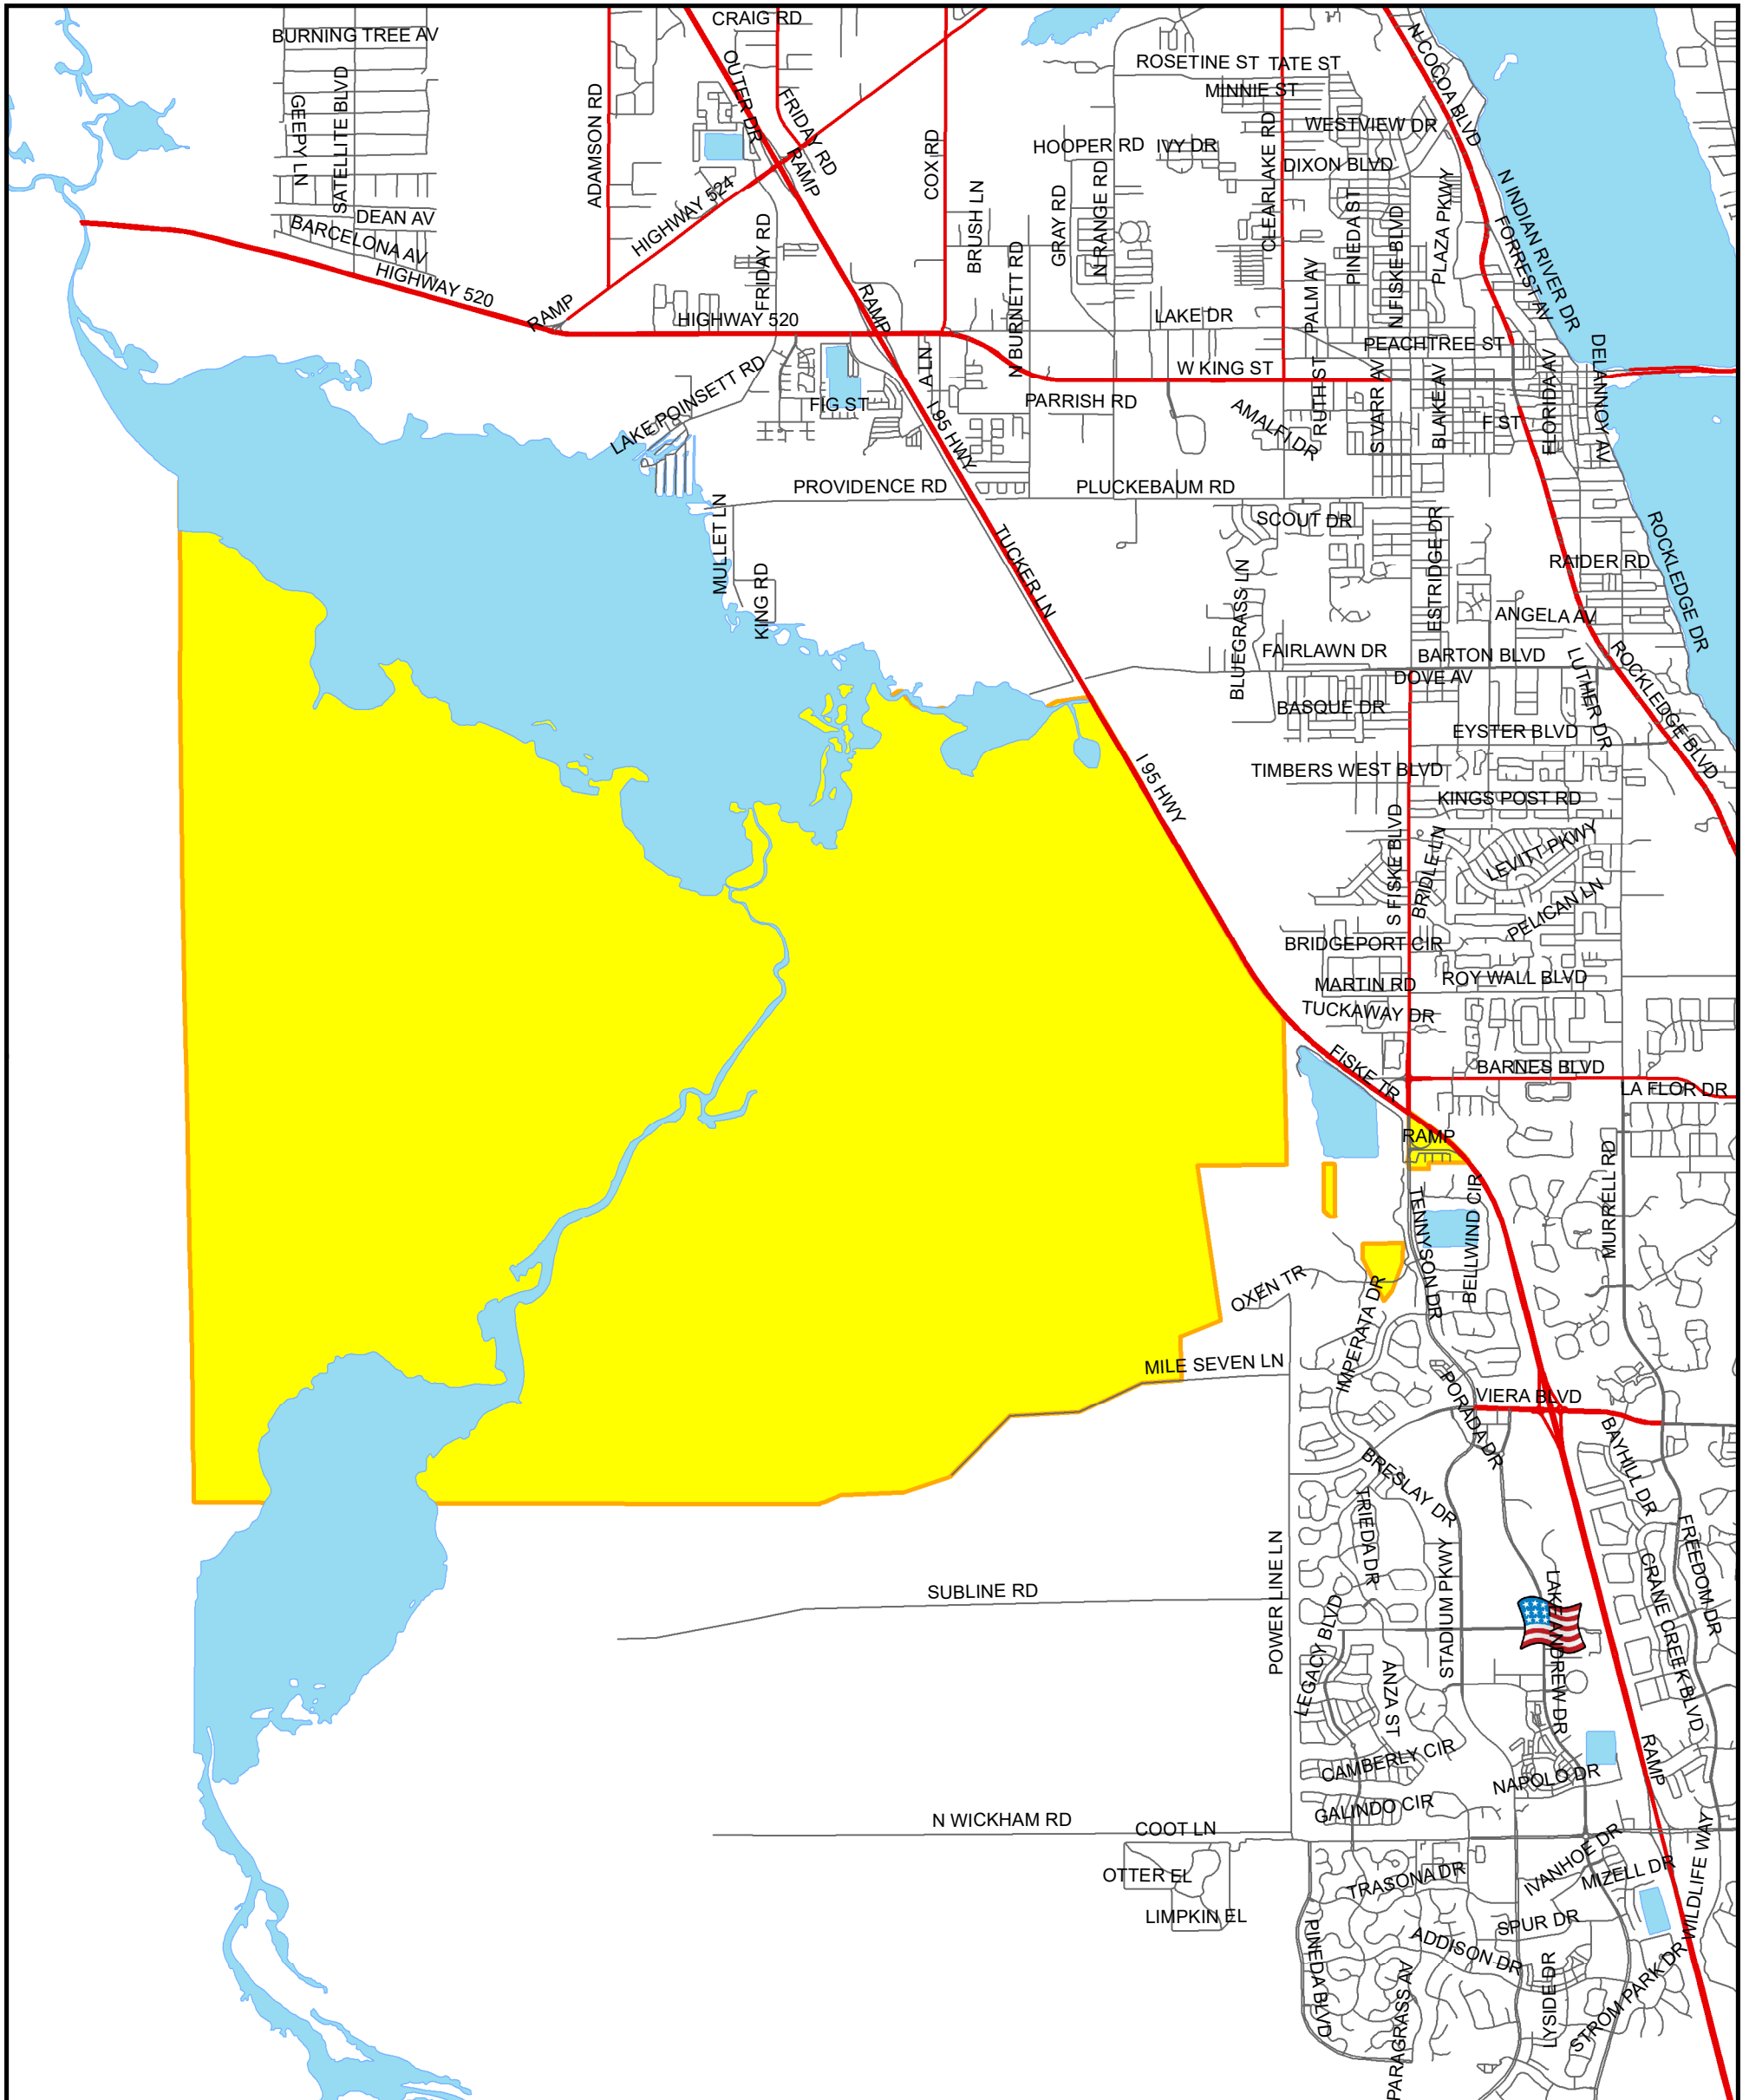 CRAIG RD
BURNING TREE AV
ROSETINE ST
TATE ST
MINNIE ST
N COCOA BLVD
OUTER DR
FRIDAY RD
RAMP
ADAMSON RD
GEEPY LN
SATELLITE BLVD
COX RD
HOOPER RD
IVY DR
CLEARLAKE RD
WESTVIEW DR
DIXON BLVD
HIGHWAY 524
BRUSH LN
GRAY RD
N RANGE RD
PINEDA ST
N FISKE BLVD
PLAZA PKWY
N INDIAN RIVER DR
FORREST AV
DEAN AV
BARCELONA AV
HIGHWAY 520
RAMP
FRIDAY RD
HIGHWAY 520
RAMP
N BURNETT RD
LAKE DR
PALM AV
PEACHTREE ST
W KING ST
DELANNOY AV
LAKE POINSETT RD
FIG ST
A LN
I 95 HWY
PARRISH RD
AMALFI DR
RUTH ST
S VARR AV
BLAKE AV
F ST
FLORIDA AV
PROVIDENCE RD
PLUCKEBAUM RD
MULLET LN
KING RD
TUCKER LN
SCOUT DR
ESTRIDGE DR
ROCKLEDGE DR
RAIDER RD
BLUEGRASS LN
ANGELA AV
FAIRLAWN DR
BARTON BLVD
LUTHER DR
ROCKLEDGE BLVD
DOVE AV
BASQUE DR
EYSTER BLVD
I 95 HWY
TIMBERS WEST BLVD
KINGS POST RD
S FISKE BLVD
BRIDLE LN
LEVITT PKWY
PELICAN LN
BRIDGEPORT CIR
MARTIN RD
ROY WALL BLVD
TUCKAWAY DR
FISKE TR
BARNES BLVD
LA FLOR DR
RAMP
MURRELL RD
TENNYSON DR
BELLWIND CIR
OXEN TR
IMPERATA DR
MILE SEVEN LN
PORADA DR
VIERA BLVD
BAYHILL DR
BRESLAY DR
TRIEDA DR
FREEDOM DR
POWER LINE LN
STADIUM PKWY
SUBLINE RD
LAKE ANDREW DR
CRANE CREEK BLVD
LEGACY BLVD
ANZA ST
CAMBERLY CIR
NAPOLO DR
RAMP
GALINDO CIR
N WICKHAM RD
COOT LN
IVANHOE DR
MIZELL DR
WILDLIFE WAY
OTTER EL
TRASONA DR
LIMPKIN EL
SPUR DR
PINEDA BLVD
ADDISON DR
LYSIDE DR
STROM PARK DR
PARAGRASS AV